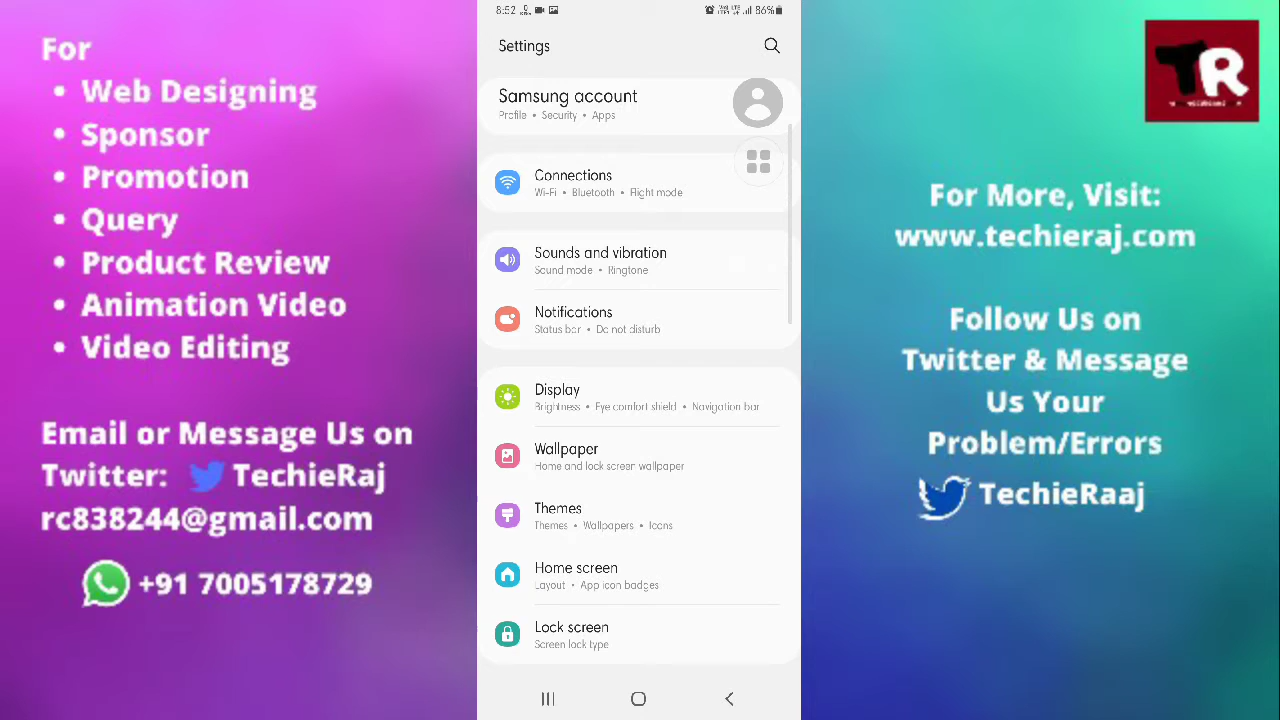 For
• Web Designing
• Sponsor
• Promotion
• Query
• Product Review
• Animation Video
• Video Editing
Email or Message Us on
Twitter: TechieRaj
rc838244@gmail.com
+91 7005178729
8:52
86%
Settings
Samsung account
Profile • Security • Apps
Connections
Wi-Fi • Bluetooth • Flight mode
Sounds and vibration
Sound mode • Ringtone
Notifications
Status bar • Do not disturb
Display
Brightness • Eye comfort shield • Navigation bar
Wallpaper
Home and lock screen wallpaper
Themes
Themes • Wallpapers • Icons
Home screen
Layout • App icon badges
Lock screen
Screen lock type
TR
For More, Visit:
www.techieraj.com
Follow Us on
Twitter & Message
Us Your
Problem/Errors
TechieRaaj